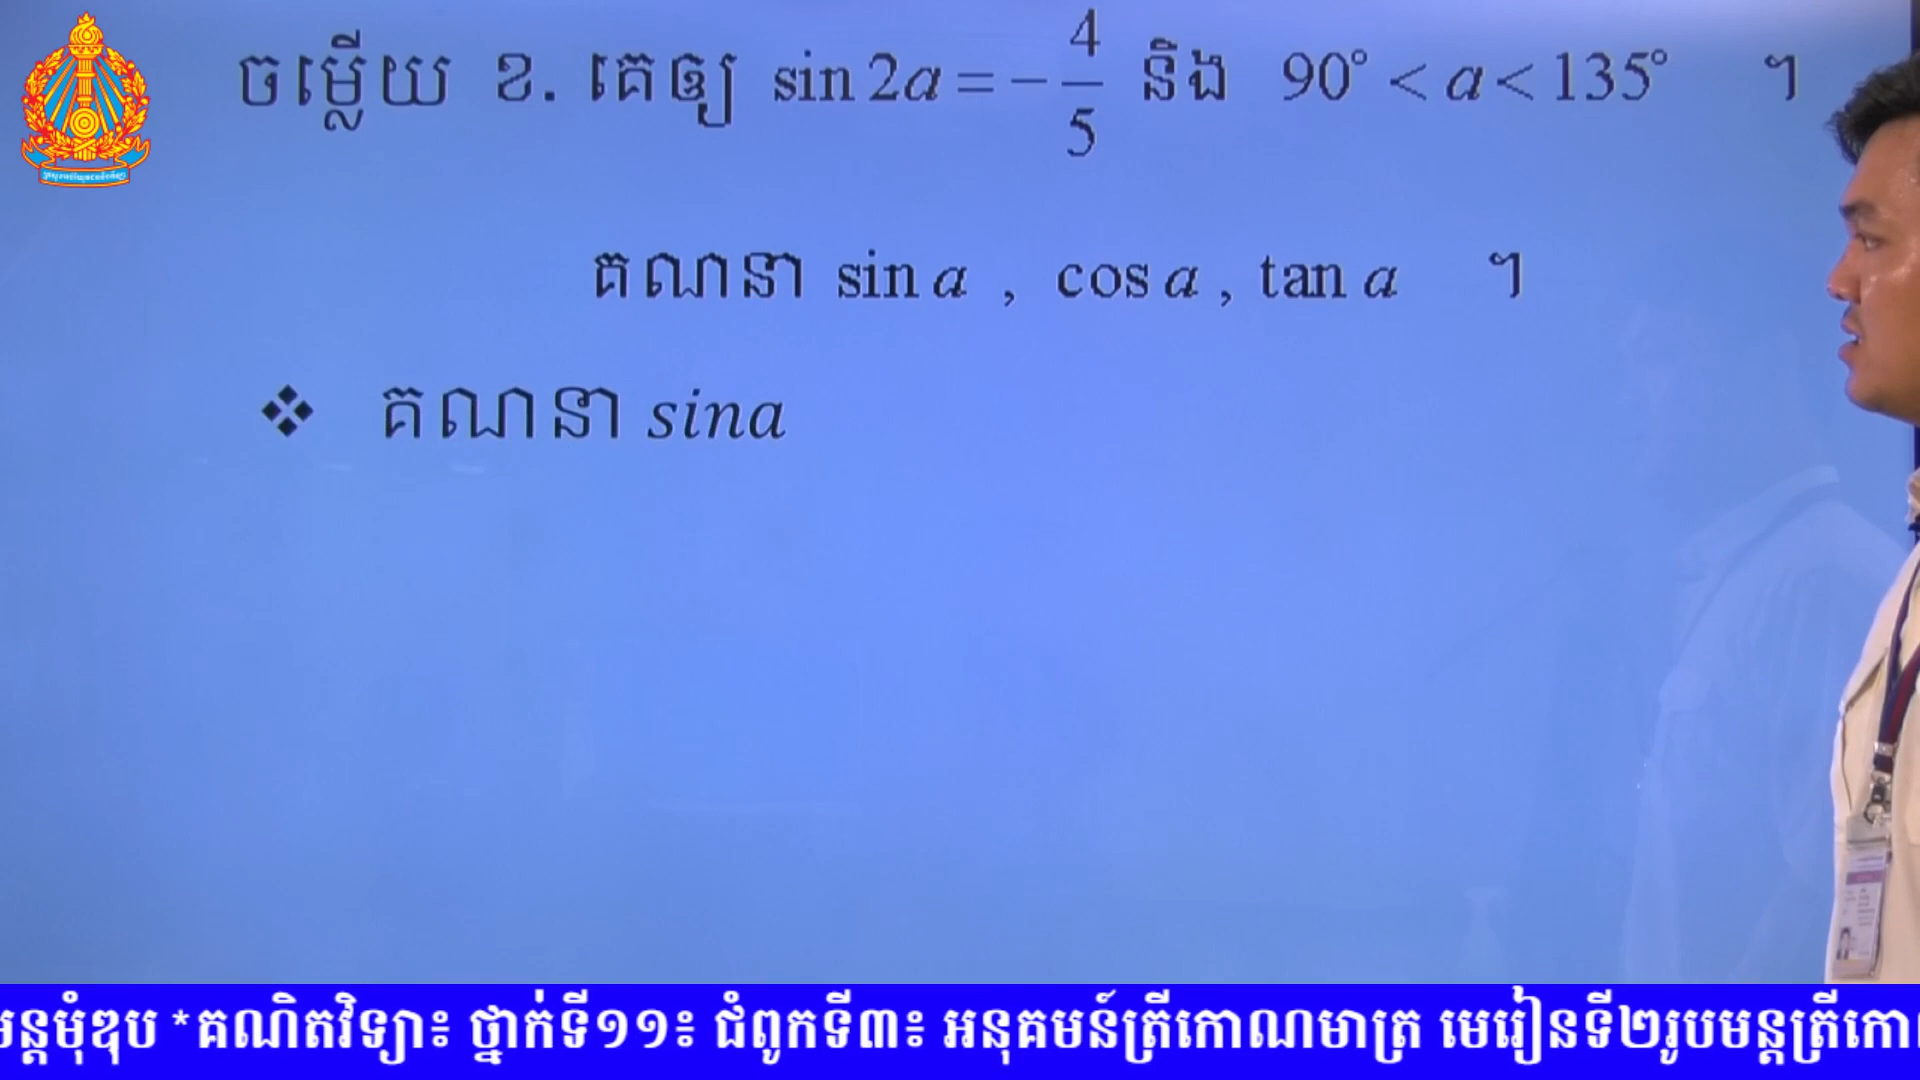 ចម្លើយ ខ. គេឲ្យ sin 2a = -4/5 និង 90° < a < 135° ។
គណនា sin a , cos a , tan a ។
❖ គណនា sina
មន្តមុំឌុប *គណិតវិទ្យា៖ ថ្នាក់ទី១១៖ ជំពូកទី៣៖ អនុគមន៍ត្រីកោណមាត្រ មេរៀនទី២រូបមន្តត្រីកោ